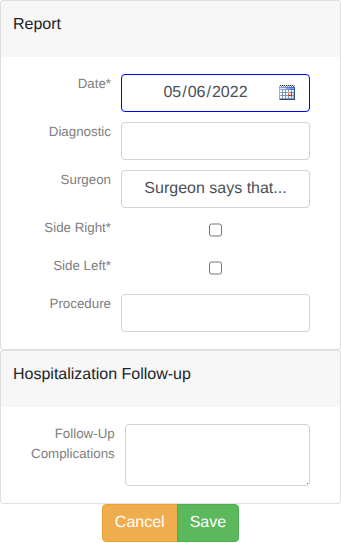 Report
Date* 05/06/2022
Diagnostic
Surgeon Surgeon says that...
Side Right*
Side Left*
Procedure
Hospitalization Follow-up
Follow-Up
Complications
Cancel Save